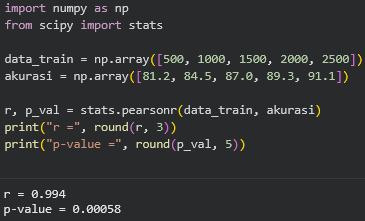 import numpy as np
from scipy import stats
data_train = np.array([500, 1000, 1500, 2000, 2500])
akurasi = np.array([81.2, 84.5, 87.0, 89.3, 91.1])
r, p_val = stats.pearsonr(data_train, akurasi)
print("r =", round(r, 3))
print("p-value =", round(p_val, 5))
r = 0.994
p-value = 0.00058